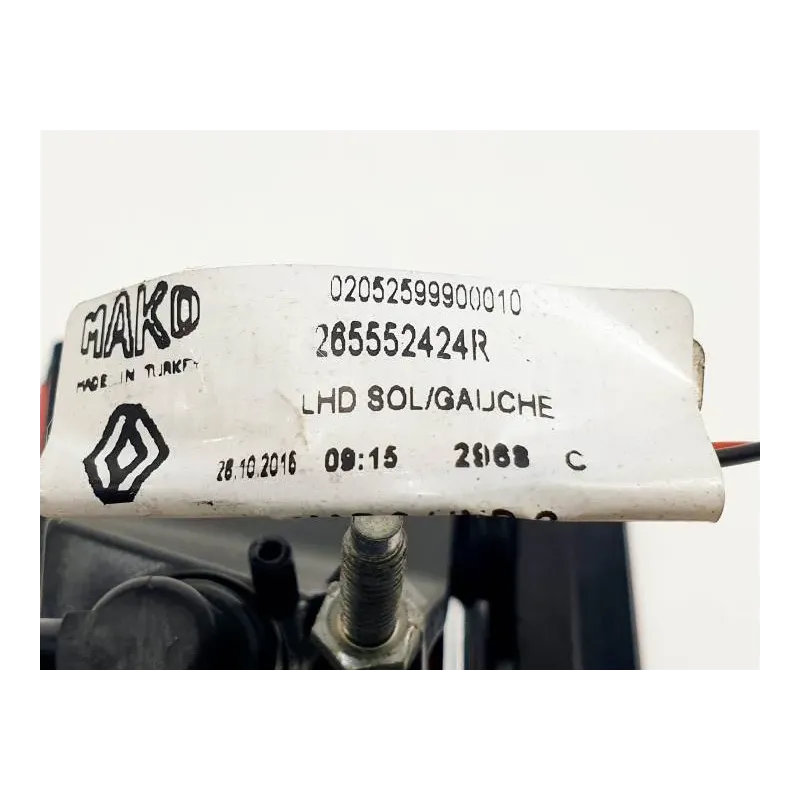 MAKO
MADE IN TURKEY
02052599900010
265552424R
LHD SOL/GAUCHE
26.10.2016 09:15 2968 C